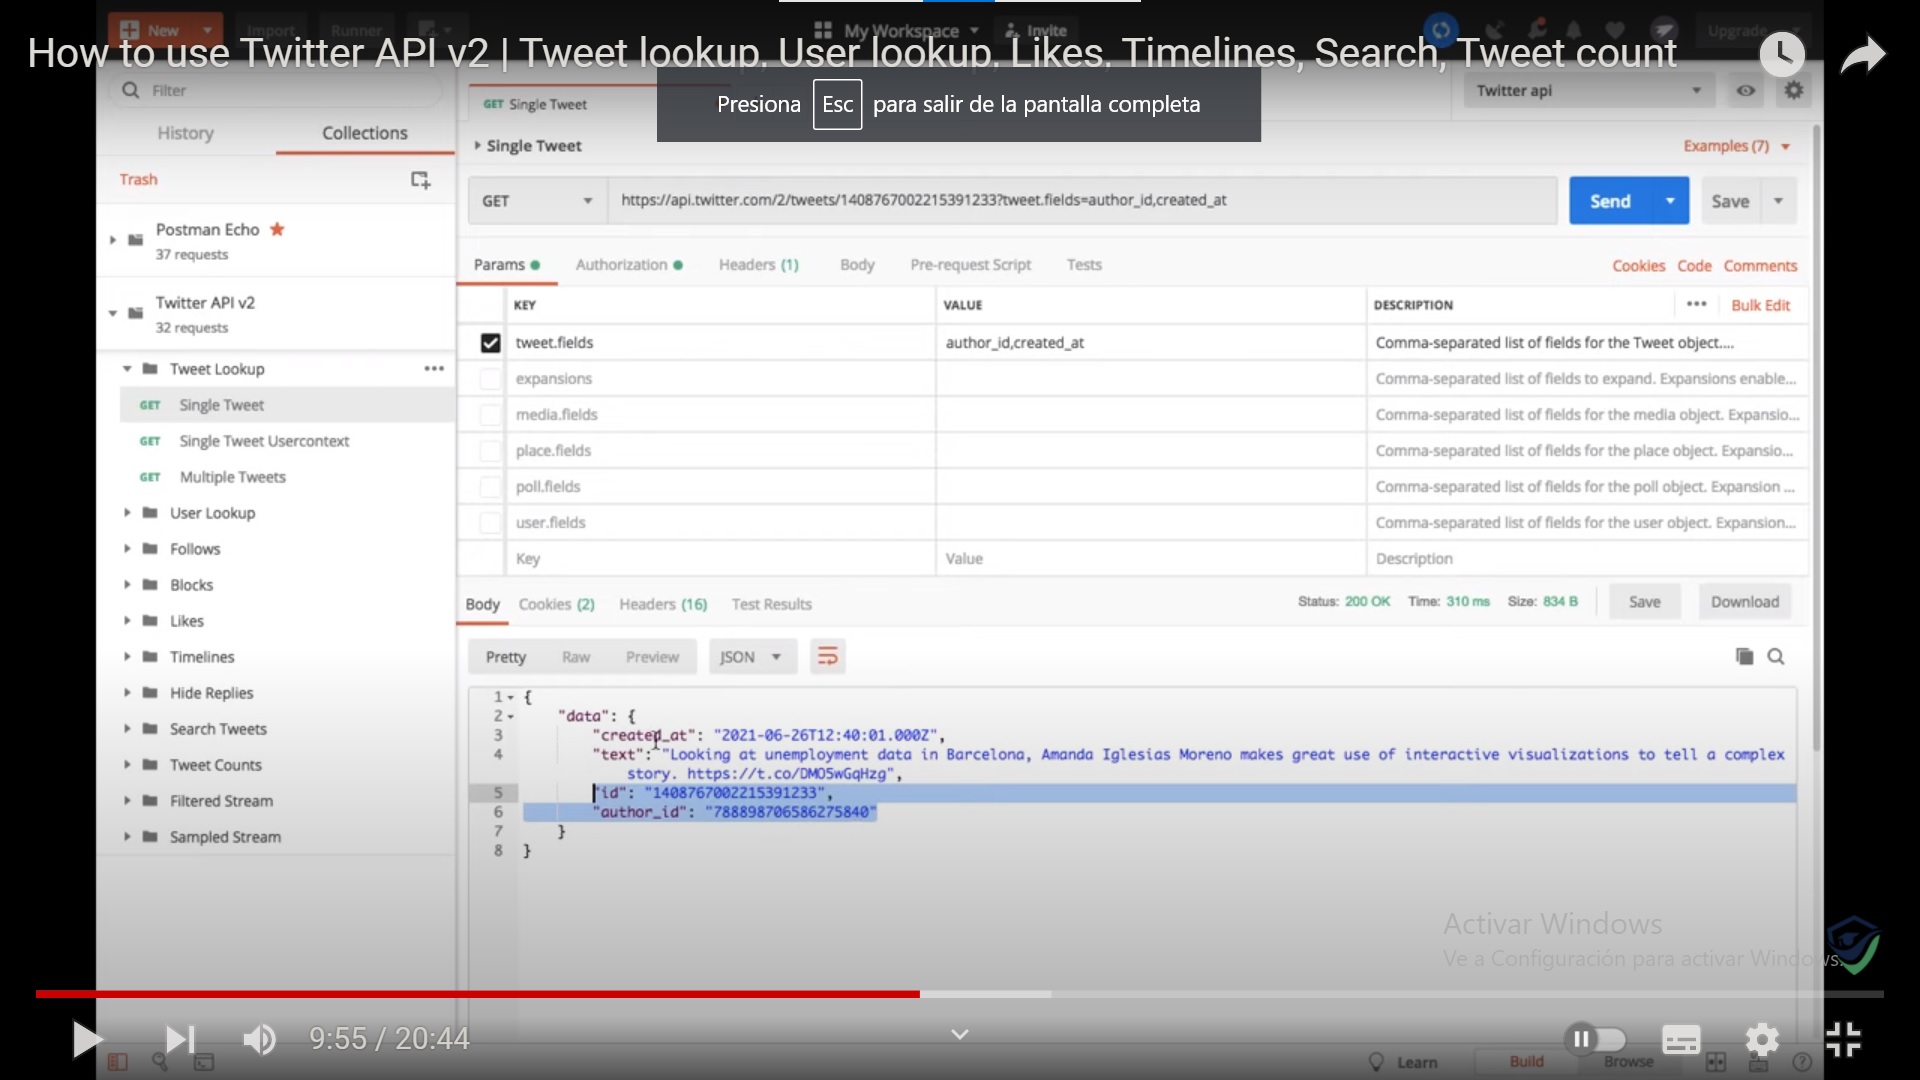 New
Import
Runner
My Workspace
Invite
Upgrade
How to use Twitter API v2 | Tweet lookup. User lookup. Likes. Timelines, Search, Tweet count
Presiona Esc para salir de la pantalla completa
Filter
History
Collections
Trash
Postman Echo
37 requests
Twitter API v2
32 requests
Tweet Lookup
GET Single Tweet
GET Single Tweet Usercontext
GET Multiple Tweets
User Lookup
Follows
Blocks
Likes
Timelines
Hide Replies
Search Tweets
Tweet Counts
Filtered Stream
Sampled Stream
GET Single Tweet
Twitter api
Single Tweet
Examples (7)
GET
https://api.twitter.com/2/tweets/1408767002215391233?tweet.fields=author_id,created_at
Send
Save
Params
Authorization
Headers (1)
Body
Pre-request Script
Tests
Cookies Code Comments
KEY VALUE DESCRIPTION ••• Bulk Edit
tweet.fields author_id,created_at Comma-separated list of fields for the Tweet object....
expansions Comma-separated list of fields to expand. Expansions enable...
media.fields Comma-separated list of fields for the media object. Expansio...
place.fields Comma-separated list of fields for the place object. Expansio...
poll.fields Comma-separated list of fields for the poll object. Expansion ...
user.fields Comma-separated list of fields for the user object. Expansion...
Key Value Description
Body Cookies (2) Headers (16) Test Results Status: 200 OK Time: 310 ms Size: 834 B Save Download
Pretty Raw Preview JSON
1 {
2 "data": {
3 "created_at": "2021-06-26T12:40:01.000Z",
4 "text": "Looking at unemployment data in Barcelona, Amanda Iglesias Moreno makes great use of interactive visualizations to tell a complex
story. https://t.co/DMO5wGqHzg",
5 "id": "1408767002215391233",
6 "author_id": "788898706586275840"
7 }
8 }
Activar Windows
Ve a Configuración para activar Windows.
9:55 / 20:44
Learn
Build
Browse